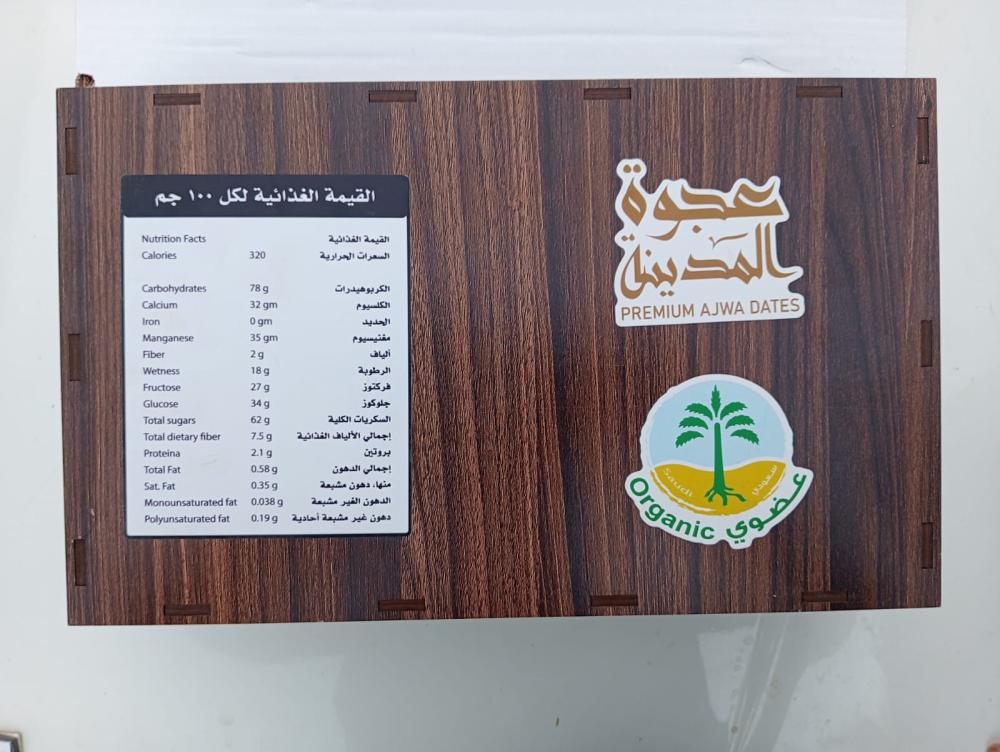 القيمة الغذائية لكل ١٠٠ جم
Nutrition Facts القيمة الغذائية
Calories 320 السعرات الحرارية
Carbohydrates 78 g الكربوهيدرات
Calcium 32 gm الكلسيوم
Iron 0 gm الحديد
Manganese 35 gm مغنيسيوم
Fiber 2 g ألياف
Wetness 18 g الرطوبة
Fructose 27 g فركتوز
Glucose 34 g جلوكوز
Total sugars 62 g السكريات الكلية
Total dietary fiber 7.5 g إجمالي الألياف الغذائية
Proteina 2.1 g بروتين
Total Fat 0.58 g إجمالي الدهون
Sat. Fat 0.35 g منها، دهون مشبعة
Monounsaturated fat 0.038 g الدهون الغير مشبعة
Polyunsaturated fat 0.19 g دهون غير مشبعة أحادية
عجوة
المدينة
PREMIUM AJWA DATES
Saudi سعودي
Organic عضوي